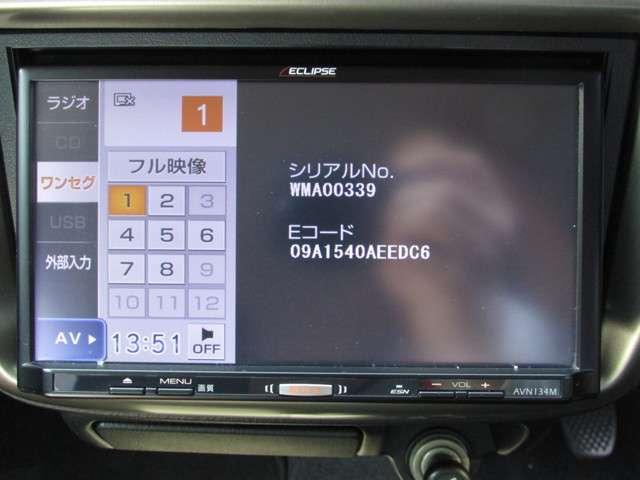 ECLIPSE
ラジオ
CD
ワンセグ
USB
外部入力
AV
1
フル映像
1 2 3
4 5 6
7 8 9
10 11 12
13:51
OFF
シリアルNo.
WMA00339
Eコード
09A1540AEEDC6
MENU
画質
ESN
− VOL +
AVN134M